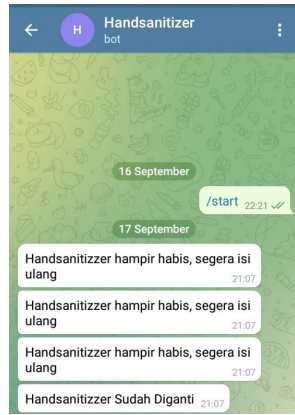 H
Handsanitizer
bot
16 September
/start 22:21
17 September
Handsanitizzer hampir habis, segera isi
ulang
21:07
Handsanitizzer hampir habis, segera isi
ulang
21:07
Handsanitizzer hampir habis, segera isi
ulang
21:07
Handsanitizzer Sudah Diganti 21:07